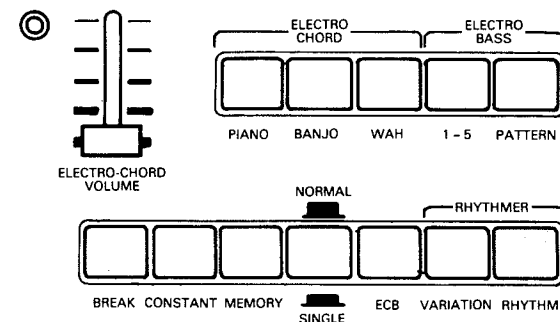 ELECTRO
CHORD
ELECTRO
BASS
PIANO BANJO WAH 1 – 5 PATTERN
ELECTRO-CHORD
VOLUME
NORMAL
RHYTHMER
BREAK CONSTANT MEMORY ECB VARIATION RHYTHM
SINGLE